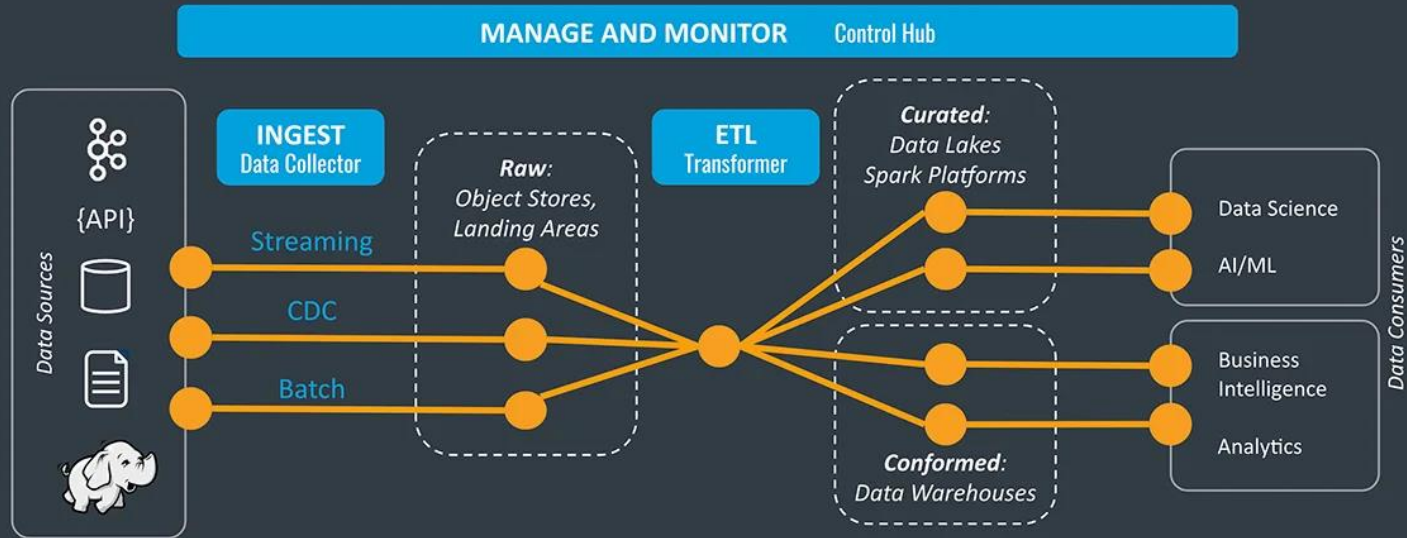 MANAGE AND MONITOR Control Hub
Data Sources
{API}
INGEST
Data Collector
Streaming
CDC
Batch
Raw:
Object Stores,
Landing Areas
ETL
Transformer
Curated:
Data Lakes
Spark Platforms
Conformed:
Data Warehouses
Data Science
AI/ML
Business
Intelligence
Analytics
Data Consumers